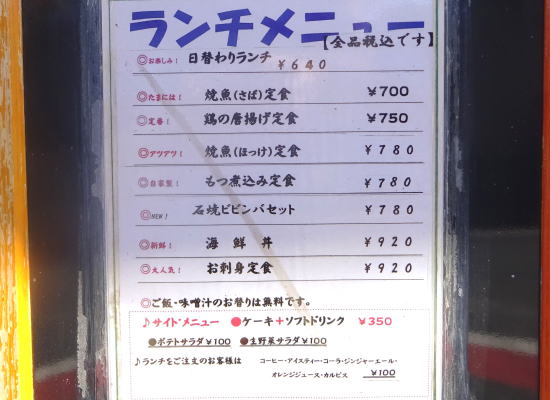 ランチメニュー
【全品税込です】
◎お楽しみ! 日替わりランチ ¥640
◎たまには! 焼魚(さば)定食 ¥700
◎定番! 鶏の唐揚げ定食 ¥750
◎アツアツ! 焼魚(ほっけ)定食 ¥780
◎自家製! もつ煮込み定食 ¥780
◎NEW! 石焼ビビンバセット ¥780
◎新鮮! 海鮮丼 ¥920
◎大人気! お刺身定食 ¥920
◎ご飯・味噌汁のお替りは無料です。
♪サイドメニュー ●ケーキ+ソフトドリンク ¥350
●ポテトサラダ¥100 ●生野菜サラダ¥100
♪ランチをご注文のお客様は コーヒー・アイスティー・コーラ・ジンジャーエール・
オレンジジュース・カルピス ¥100